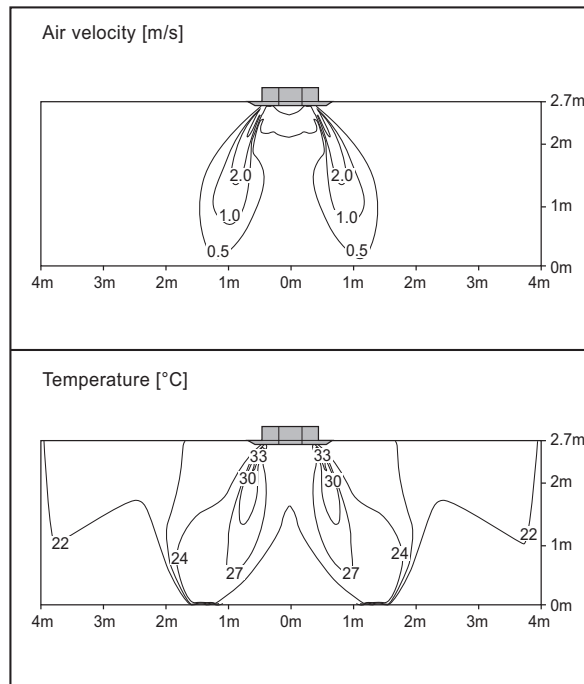 Air velocity [m/s]
2.7m
2m
2.0 2.0
1.0 1.0
1m
0.5 0.5
0m
4m 3m 2m 1m 0m 1m 2m 3m 4m
Temperature [°C]
2.7m
33 33
30 30
2m
22 22
1m
24 24
27 27
0m
4m 3m 2m 1m 0m 1m 2m 3m 4m